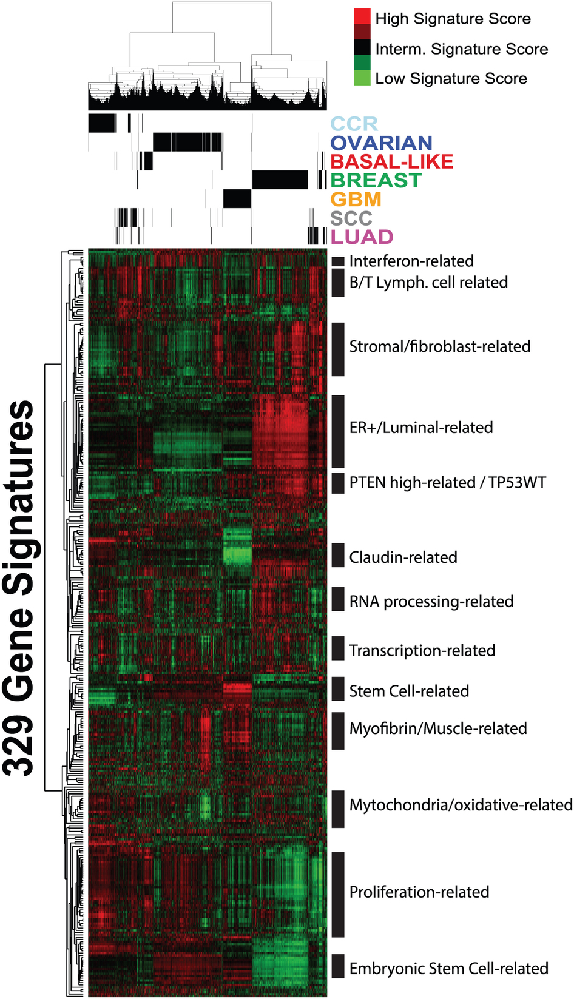 High Signature Score
Interm. Signature Score
Low Signature Score
CCR
OVARIAN
BASAL-LIKE
BREAST
GBM
SCC
LUAD
329 Gene Signatures
Interferon-related
B/T Lymph. cell related
Stromal/fibroblast-related
ER+/Luminal-related
PTEN high-related / TP53WT
Claudin-related
RNA processing-related
Transcription-related
Stem Cell-related
Myofibrin/Muscle-related
Mytochondria/oxidative-related
Proliferation-related
Embryonic Stem Cell-related